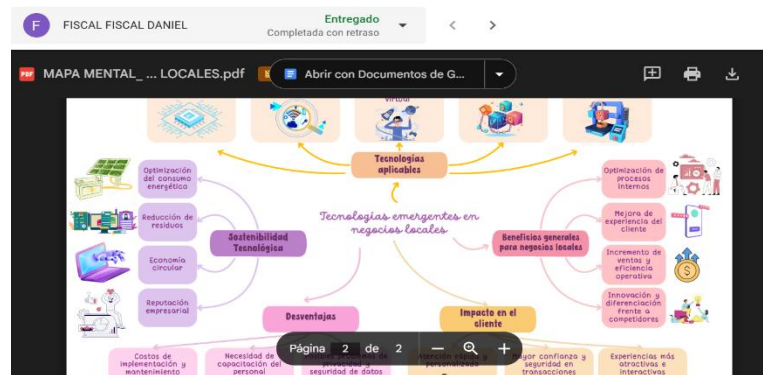 F FISCAL FISCAL DANIEL
Entregado
Completada con retraso
PDF MAPA MENTAL_ ... LOCALES.pdf
Abrir con Documentos de G...
Virtual
Tecnologías
aplicables
Optimización
del consumo
energético
Reducción de
residuos
Economía
circular
Reputación
empresarial
Sostenibilidad
Tecnológica
Tecnologías emergentes en
negocios locales
Beneficios generales
para negocios locales
Optimización de
procesos
internos
Mejora de
experiencia del
cliente
Incremento de
ventas y
eficiencia
operativa
Innovación y
diferenciación
frente a
competidores
Desventajas
Impacto en el
cliente
Costos de
implementación y
mantenimiento
Necesidad de
capacitación del
personal
privacidad y
seguridad de datos
personalizada
Mayor confianza y
seguridad en
transacciones
Experiencias más
atractivas e
interactivas
Página 2 de 2